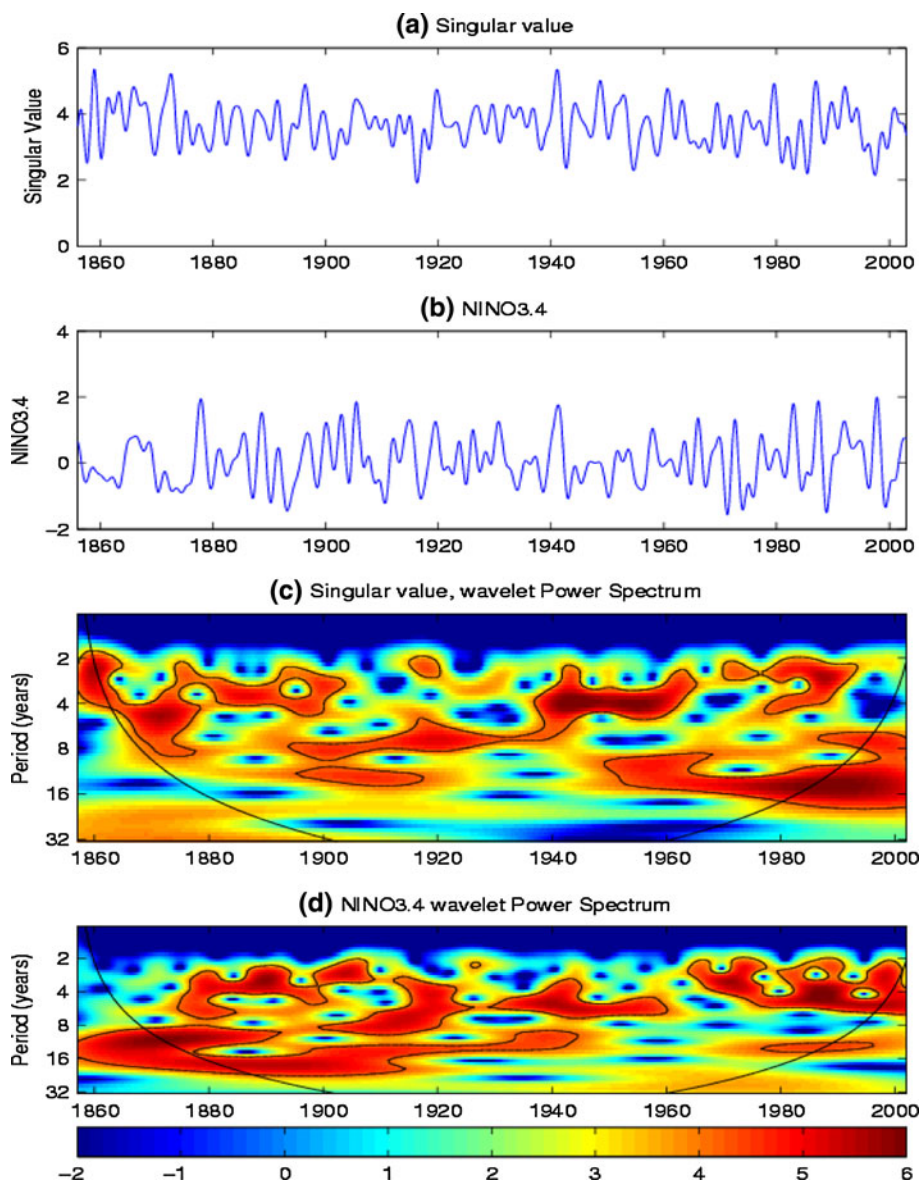 (a) Singular value
Singular Value
6
4
2
0
1860 1880 1900 1920 1940 1960 1980 2000
(b) NINO3.4
NINO3.4
4
2
0
−2
1860 1880 1900 1920 1940 1960 1980 2000
(c) Singular value, wavelet Power Spectrum
Period (years)
2
4
8
16
32
1860 1880 1900 1920 1940 1960 1980 2000
(d) NINO3.4 wavelet Power Spectrum
Period (years)
2
4
8
16
32
1860 1880 1900 1920 1940 1960 1980 2000
−2 −1 0 1 2 3 4 5 6